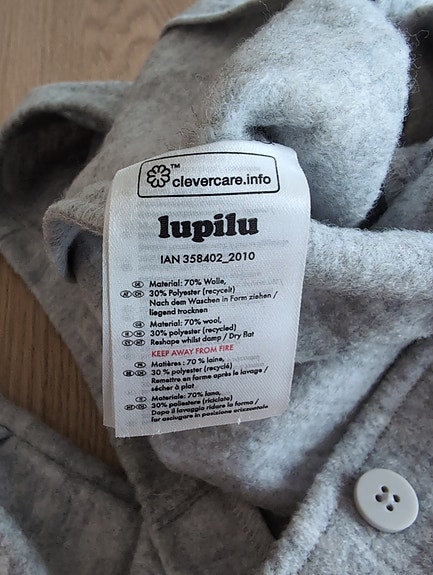 ™
clevercare.info
lupilu
IAN 358402_2010
Material: 70% Wolle,
30% Polyester (recycelt)
Nach dem Waschen in Form ziehen /
liegend trocknen
Material: 70% wool,
30% polyester (recycled)
Reshape whilst damp / Dry flat
KEEP AWAY FROM FIRE
Matières : 70 % laine,
30 % polyester (recyclé)
Remettre en forme après le lavage /
sécher à plat
Materiale: 70% lana,
30% poliestere (riciclato)
Dopo il lavaggio ridare la forma /
far asciugare in posizione orizzontale